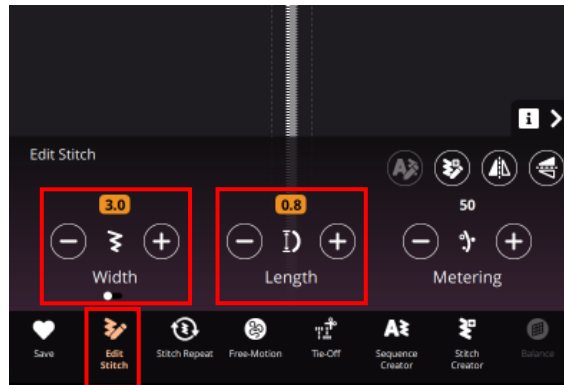 Edit Stitch
3.0
0.8
50
Width
Length
Metering
Save
Edit
Stitch
Stitch Repeat
Free-Motion
Tie-Off
Sequence
Creator
Stitch
Creator
Balance